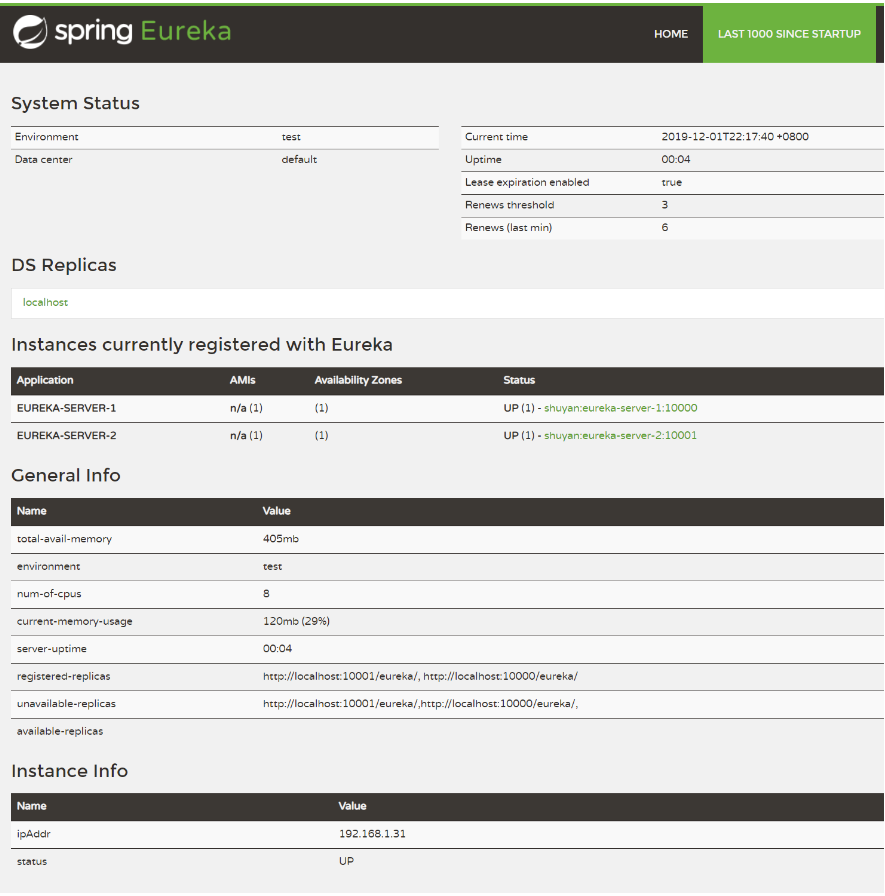 spring Eureka
HOME LAST 1000 SINCE STARTUP
System Status
Environment test
Data center default
Current time 2019-12-01T22:17:40 +0800
Uptime 00:04
Lease expiration enabled true
Renews threshold 3
Renews (last min) 6
DS Replicas
localhost
Instances currently registered with Eureka
Application AMIs Availability Zones Status
EUREKA-SERVER-1 n/a (1) (1) UP (1) - shuyan:eureka-server-1:10000
EUREKA-SERVER-2 n/a (1) (1) UP (1) - shuyan:eureka-server-2:10001
General Info
Name Value
total-avail-memory 405mb
environment test
num-of-cpus 8
current-memory-usage 120mb (29%)
server-uptime 00:04
registered-replicas http://localhost:10001/eureka/, http://localhost:10000/eureka/
unavailable-replicas http://localhost:10001/eureka/,http://localhost:10000/eureka/,
available-replicas
Instance Info
Name Value
ipAddr 192.168.1.31
status UP